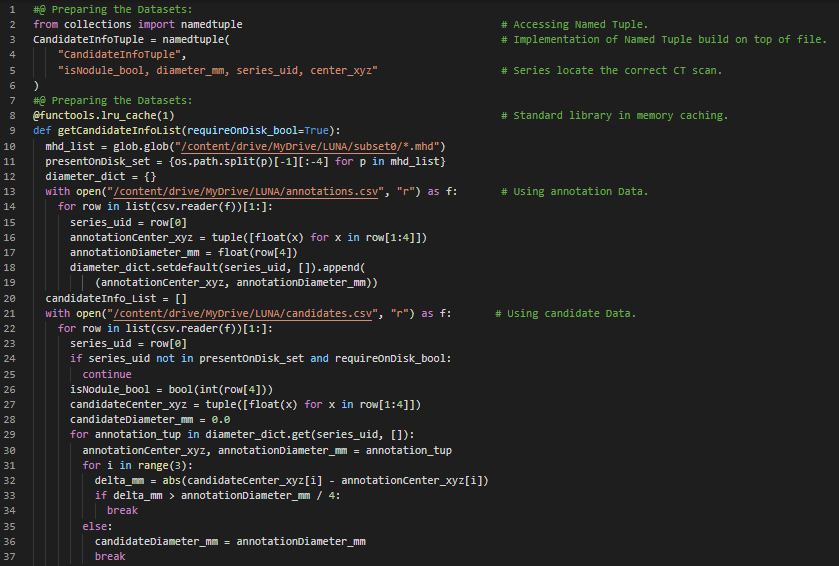 1 #@ Preparing the Datasets:
2 from collections import namedtuple # Accessing Named Tuple.
3 CandidateInfoTuple = namedtuple( # Implementation of Named Tuple build on top of file.
4 "CandidateInfoTuple",
5 "isNodule_bool, diameter_mm, series_uid, center_xyz" # Series locate the correct CT scan.
6 )
7 #@ Preparing the Datasets:
8 @functools.lru_cache(1) # Standard library in memory caching.
9 def getCandidateInfoList(requireOnDisk_bool=True):
10 mhd_list = glob.glob("/content/drive/MyDrive/LUNA/subset0/*.mhd")
11 presentOnDisk_set = {os.path.split(p)[-1][:-4] for p in mhd_list}
12 diameter_dict = {}
13 with open("/content/drive/MyDrive/LUNA/annotations.csv", "r") as f: # Using annotation Data.
14 for row in list(csv.reader(f))[1:]:
15 series_uid = row[0]
16 annotationCenter_xyz = tuple([float(x) for x in row[1:4]])
17 annotationDiameter_mm = float(row[4])
18 diameter_dict.setdefault(series_uid, []).append(
19 (annotationCenter_xyz, annotationDiameter_mm))
20 candidateInfo_List = []
21 with open("/content/drive/MyDrive/LUNA/candidates.csv", "r") as f: # Using candidate Data.
22 for row in list(csv.reader(f))[1:]:
23 series_uid = row[0]
24 if series_uid not in presentOnDisk_set and requireOnDisk_bool:
25 continue
26 isNodule_bool = bool(int(row[4]))
27 candidateCenter_xyz = tuple([float(x) for x in row[1:4]])
28 candidateDiameter_mm = 0.0
29 for annotation_tup in diameter_dict.get(series_uid, []):
30 annotationCenter_xyz, annotationDiameter_mm = annotation_tup
31 for i in range(3):
32 delta_mm = abs(candidateCenter_xyz[i] - annotationCenter_xyz[i])
33 if delta_mm > annotationDiameter_mm / 4:
34 break
35 else:
36 candidateDiameter_mm = annotationDiameter_mm
37 break